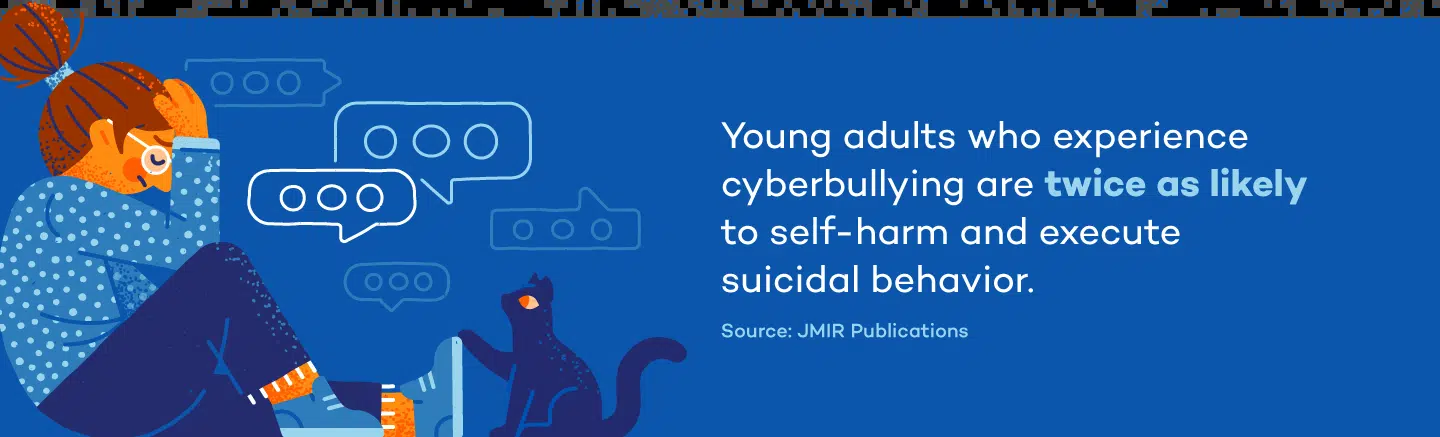 Young adults who experience
cyberbullying are twice as likely
to self-harm and execute
suicidal behavior.
Source: JMIR Publications